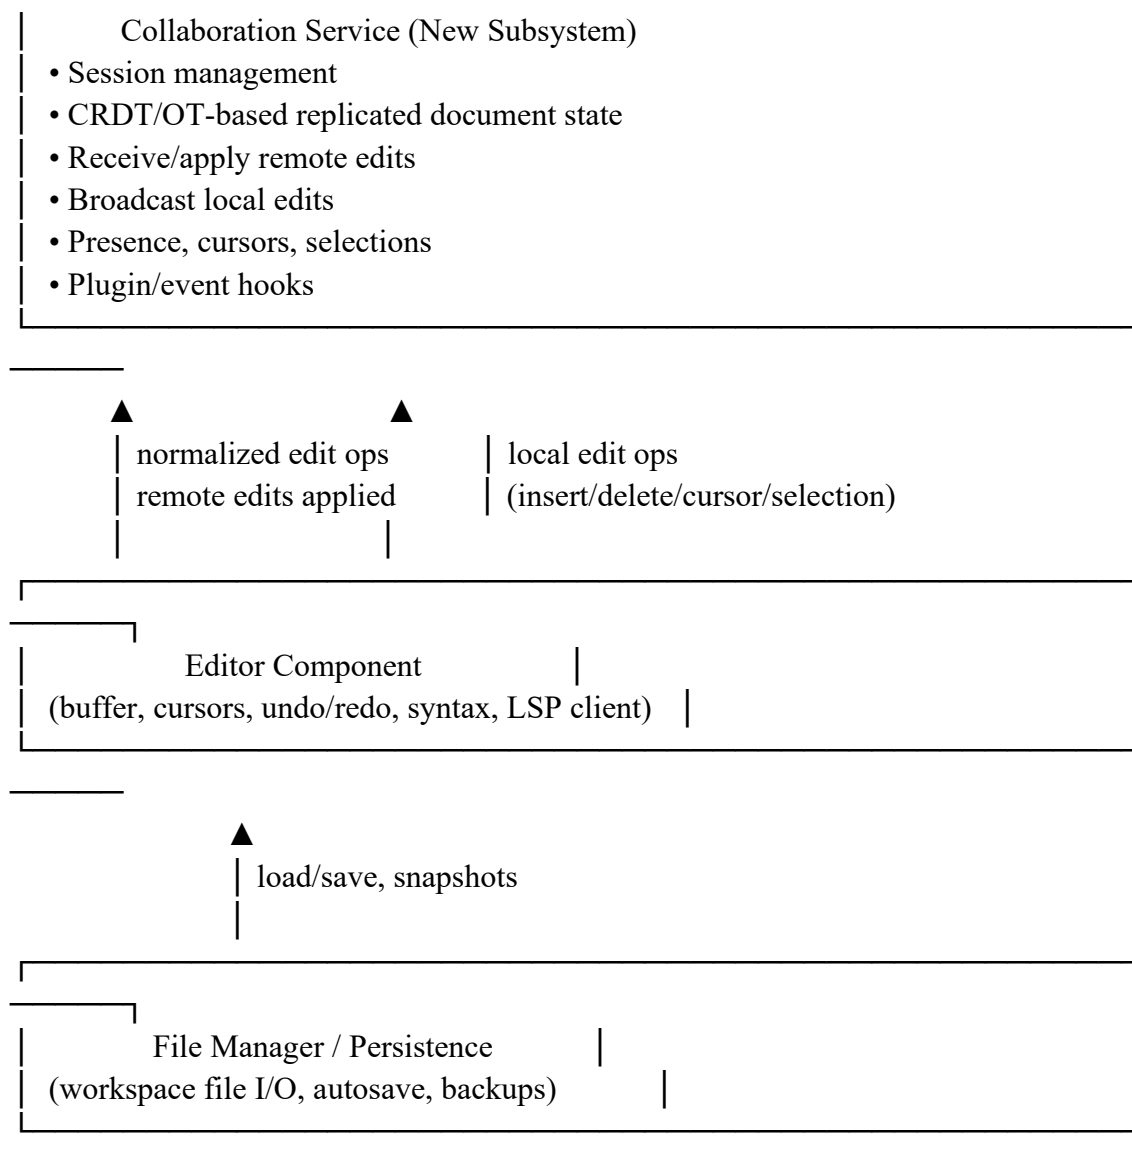 Collaboration Service (New Subsystem)
• Session management
• CRDT/OT-based replicated document state
• Receive/apply remote edits
• Broadcast local edits
• Presence, cursors, selections
• Plugin/event hooks
normalized edit ops local edit ops
remote edits applied (insert/delete/cursor/selection)
Editor Component
(buffer, cursors, undo/redo, syntax, LSP client)
load/save, snapshots
File Manager / Persistence
(workspace file I/O, autosave, backups)